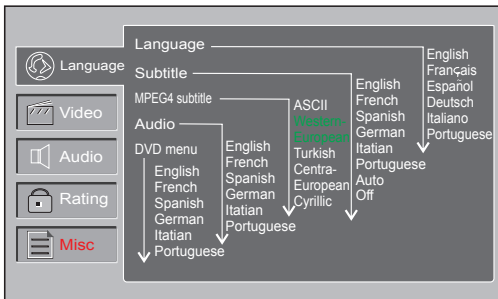 Language
Video
Audio
Rating
Misc
Language
Subtitle
MPEG4 subtitle
Audio
DVD menu
English
French
Spanish
German
Italian
Portuguese
English
French
Spanish
German
Italian
Portuguese
ASCII
Western-
European
Turkish
Centra-
European
Cyrillic
English
French
Spanish
German
Itatian
Portuguese
Auto
Off
English
Français
Español
Deutsch
Italiano
Portuguese